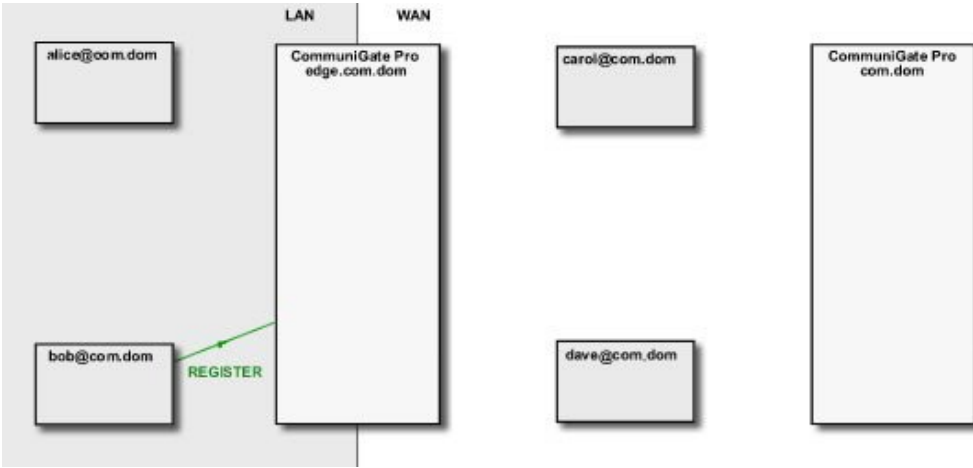 LAN
WAN
alice@com.dom
CommuniGate Pro
edge.com.dom
carol@com.dom
CommuniGate Pro
com.dom
bob@com.dom
REGISTER
dave@com.dom